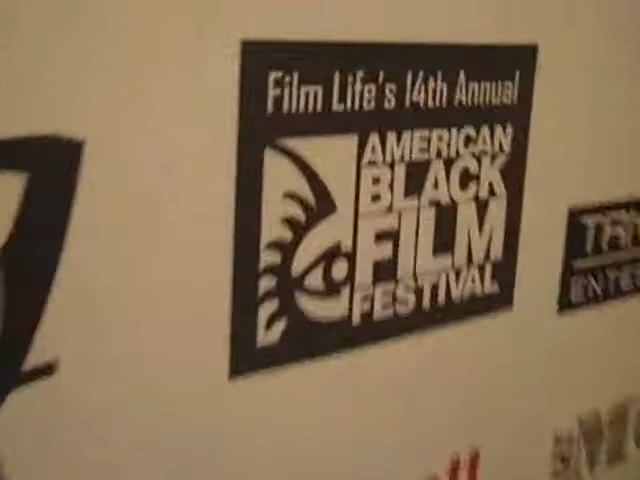 Film Life's 14th Annual
AMERICAN
BLACK
FILM
FESTIVAL